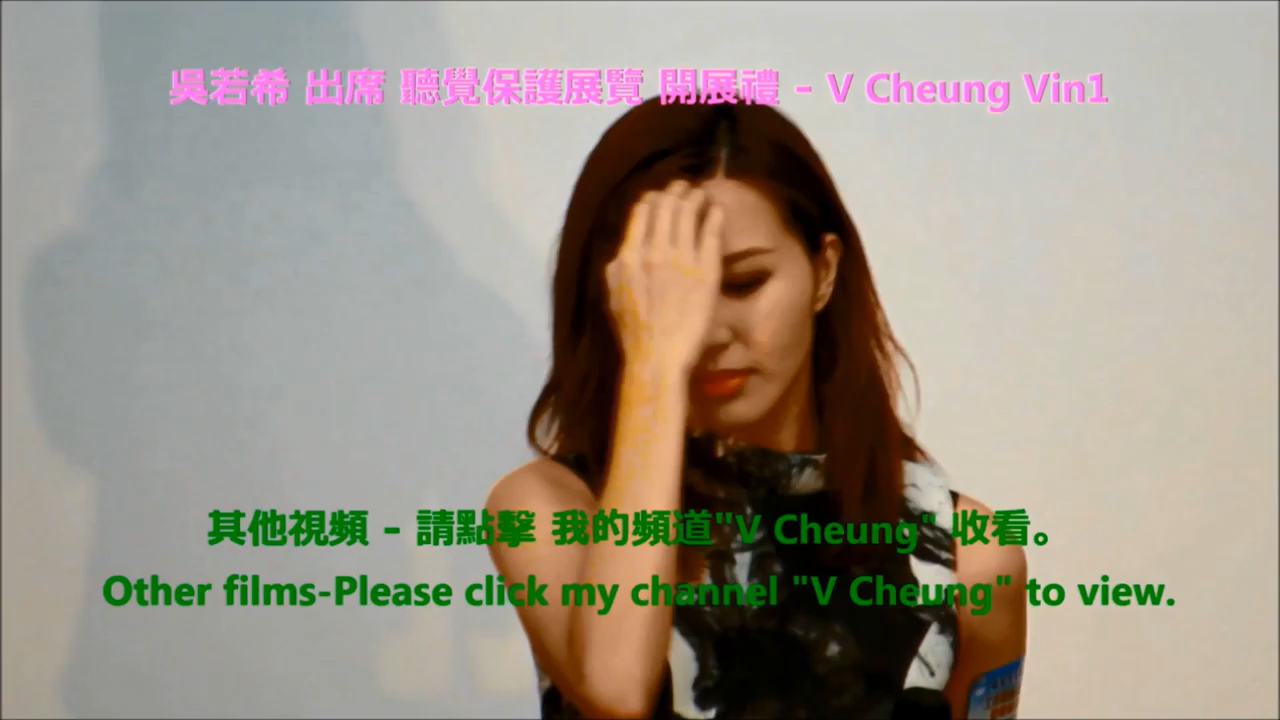 吳若希 出席 聽覺保護展覽 開展禮 - V Cheung Vin1
其他視頻 - 請點擊 我的頻道"V Cheung" 收看。
Other films-Please click my channel "V Cheung" to view.